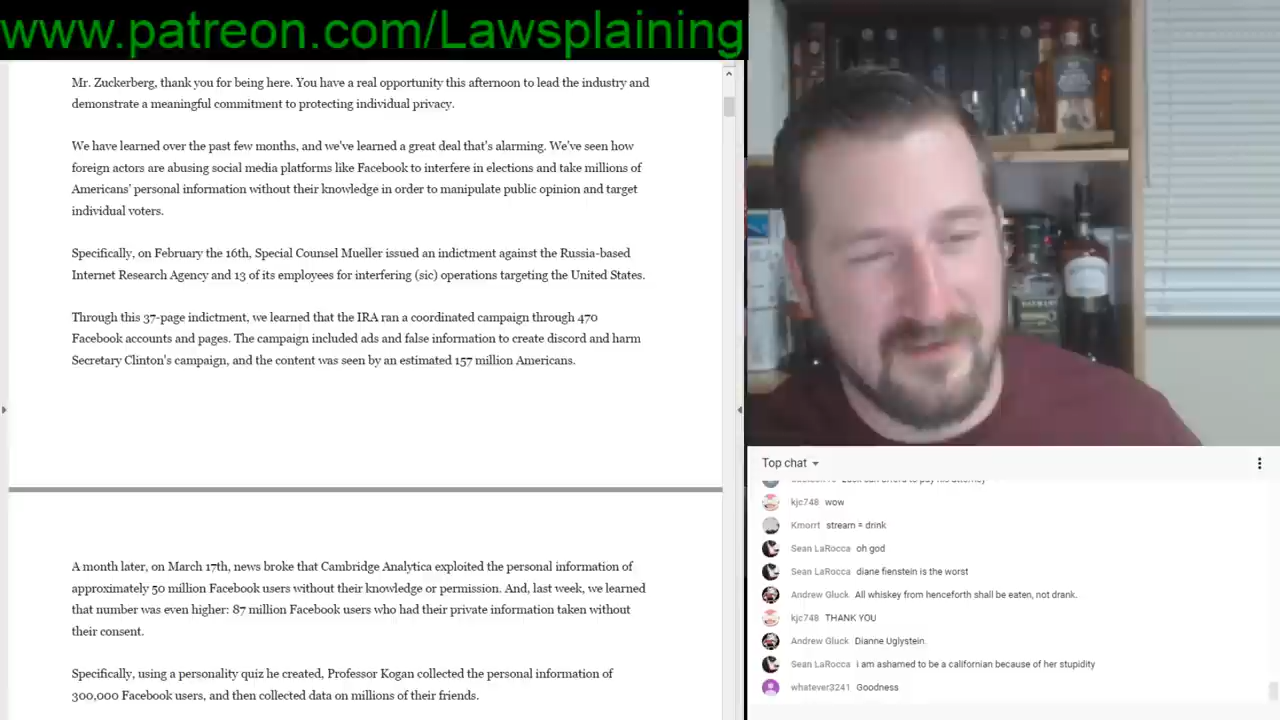 www.patreon.com/Lawsplaining
Mr. Zuckerberg, thank you for being here. You have a real opportunity this afternoon to lead the industry and
demonstrate a meaningful commitment to protecting individual privacy.
We have learned over the past few months, and we've learned a great deal that's alarming. We've seen how
foreign actors are abusing social media platforms like Facebook to interfere in elections and take millions of
Americans' personal information without their knowledge in order to manipulate public opinion and target
individual voters.
Specifically, on February the 16th, Special Counsel Mueller issued an indictment against the Russia-based
Internet Research Agency and 13 of its employees for interfering (sic) operations targeting the United States.
Through this 37-page indictment, we learned that the IRA ran a coordinated campaign through 470
Facebook accounts and pages. The campaign included ads and false information to create discord and harm
Secretary Clinton's campaign, and the content was seen by an estimated 157 million Americans.
A month later, on March 17th, news broke that Cambridge Analytica exploited the personal information of
approximately 50 million Facebook users without their knowledge or permission. And, last week, we learned
that number was even higher: 87 million Facebook users who had their private information taken without
their consent.
Specifically, using a personality quiz he created, Professor Kogan collected the personal information of
300,000 Facebook users, and then collected data on millions of their friends.
Top chat
kjc748 wow
Kmorrt stream = drink
Sean LaRocca oh god
Sean LaRocca diane fienstein is the worst
Andrew Gluck All whiskey from henceforth shall be eaten, not drank.
kjc748 THANK YOU
Andrew Gluck Dianne Uglystein.
Sean LaRocca i am ashamed to be a californian because of her stupidity
whatever3241 Goodness